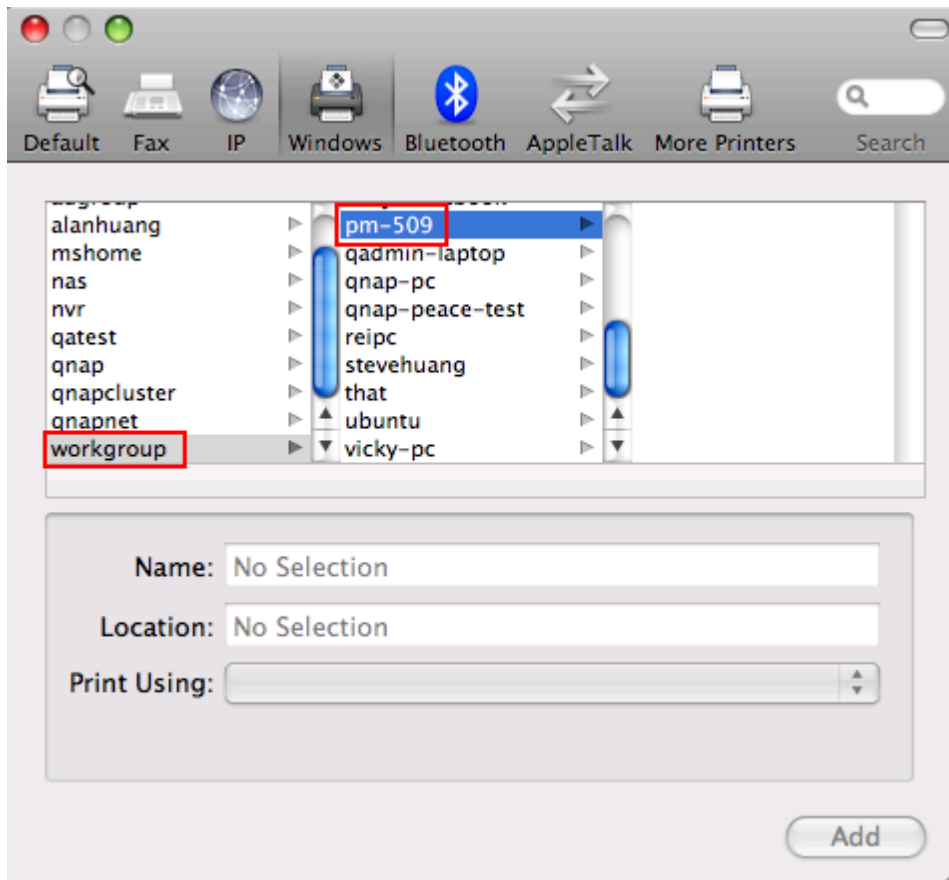 Default Fax IP Windows Bluetooth AppleTalk More Printers Search
alanhuang
mshome
nas
nvr
qatest
qnap
qnapcluster
qnapnet
workgroup
pm-509
qadmin-laptop
qnap-pc
qnap-peace-test
reipc
stevehuang
that
ubuntu
vicky-pc
Name: No Selection
Location: No Selection
Print Using:
Add